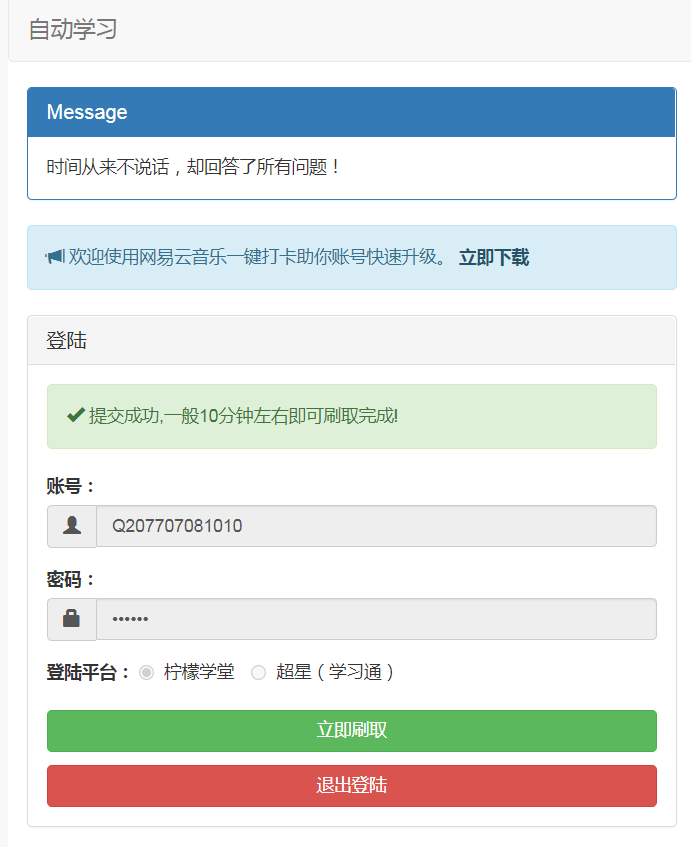 自动学习
Message
时间从来不说话，却回答了所有问题！
欢迎使用网易云音乐一键打卡助你账号快速升级。 立即下载
登陆
提交成功,一般10分钟左右即可刷取完成!
账号：
Q207707081010
密码：
••••••
登陆平台： 柠檬学堂 超星（学习通）
立即刷取
退出登陆